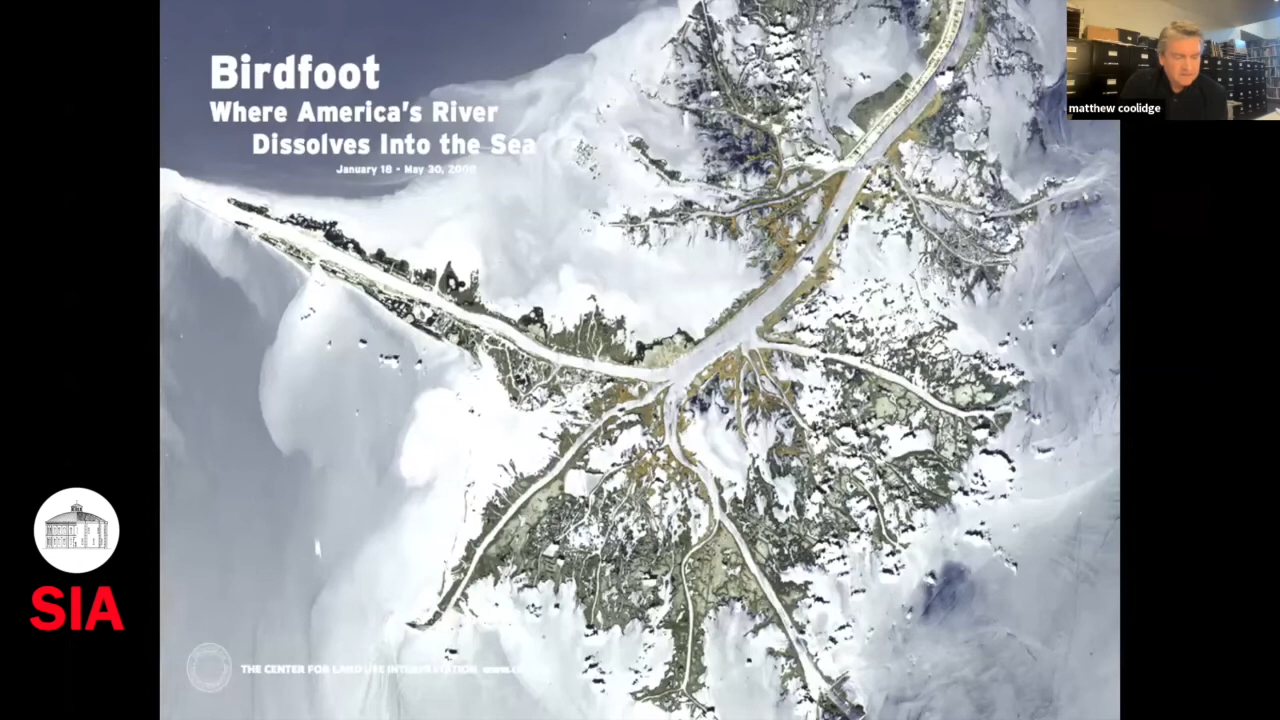 Birdfoot
Where America's River
Dissolves Into the Sea
January 18 - May 30, 2008
matthew coolidge
SIA
THE CENTER FOR LAND USE INTERPRETATION